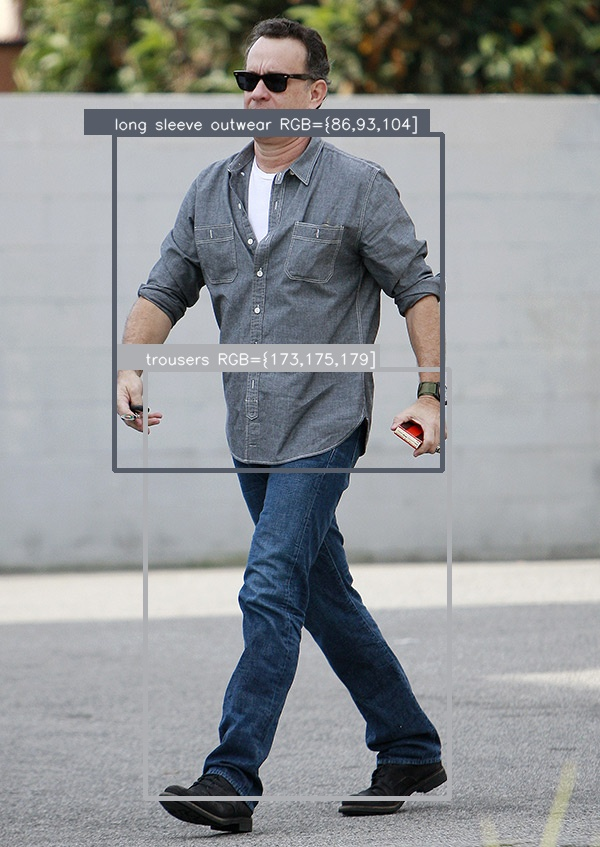 long sleeve outwear RGB={86,93,104}
trousers RGB={173,175,179}